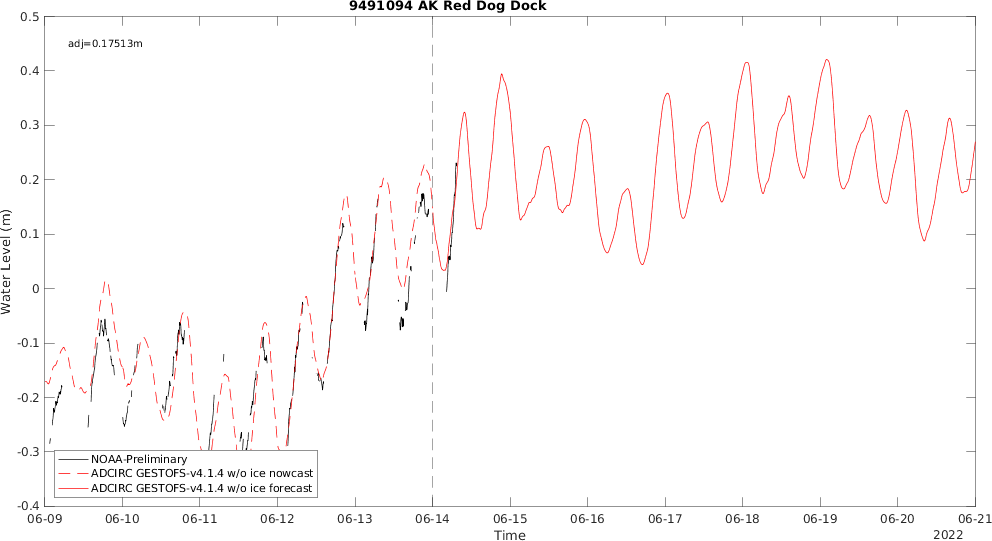 9491094 AK Red Dog Dock
adj=0.17513m
0.5
0.4
0.3
0.2
0.1
0
-0.1
-0.2
-0.3
-0.4
Water Level (m)
NOAA-Preliminary
ADCIRC GESTOFS-v4.1.4 w/o ice nowcast
ADCIRC GESTOFS-v4.1.4 w/o ice forecast
06-09 06-10 06-11 06-12 06-13 06-14 06-15 06-16 06-17 06-18 06-19 06-20 06-21
Time
2022